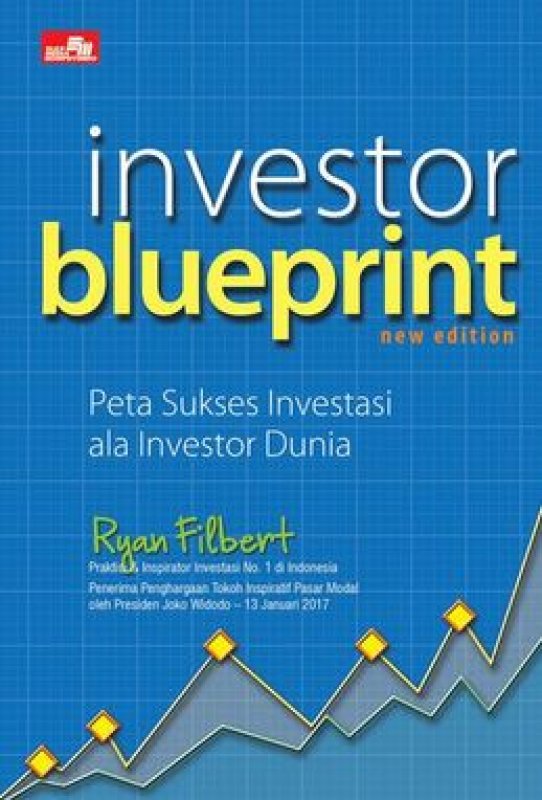 investor
blueprint
new edition
Peta Sukses Investasi
ala Investor Dunia
Ryan Filbert
Praktisi & Inspirator Investasi No. 1 di Indonesia
Penerima Penghargaan Tokoh Inspiratif Pasar Modal
oleh Presiden Joko Widodo – 13 Januari 2017